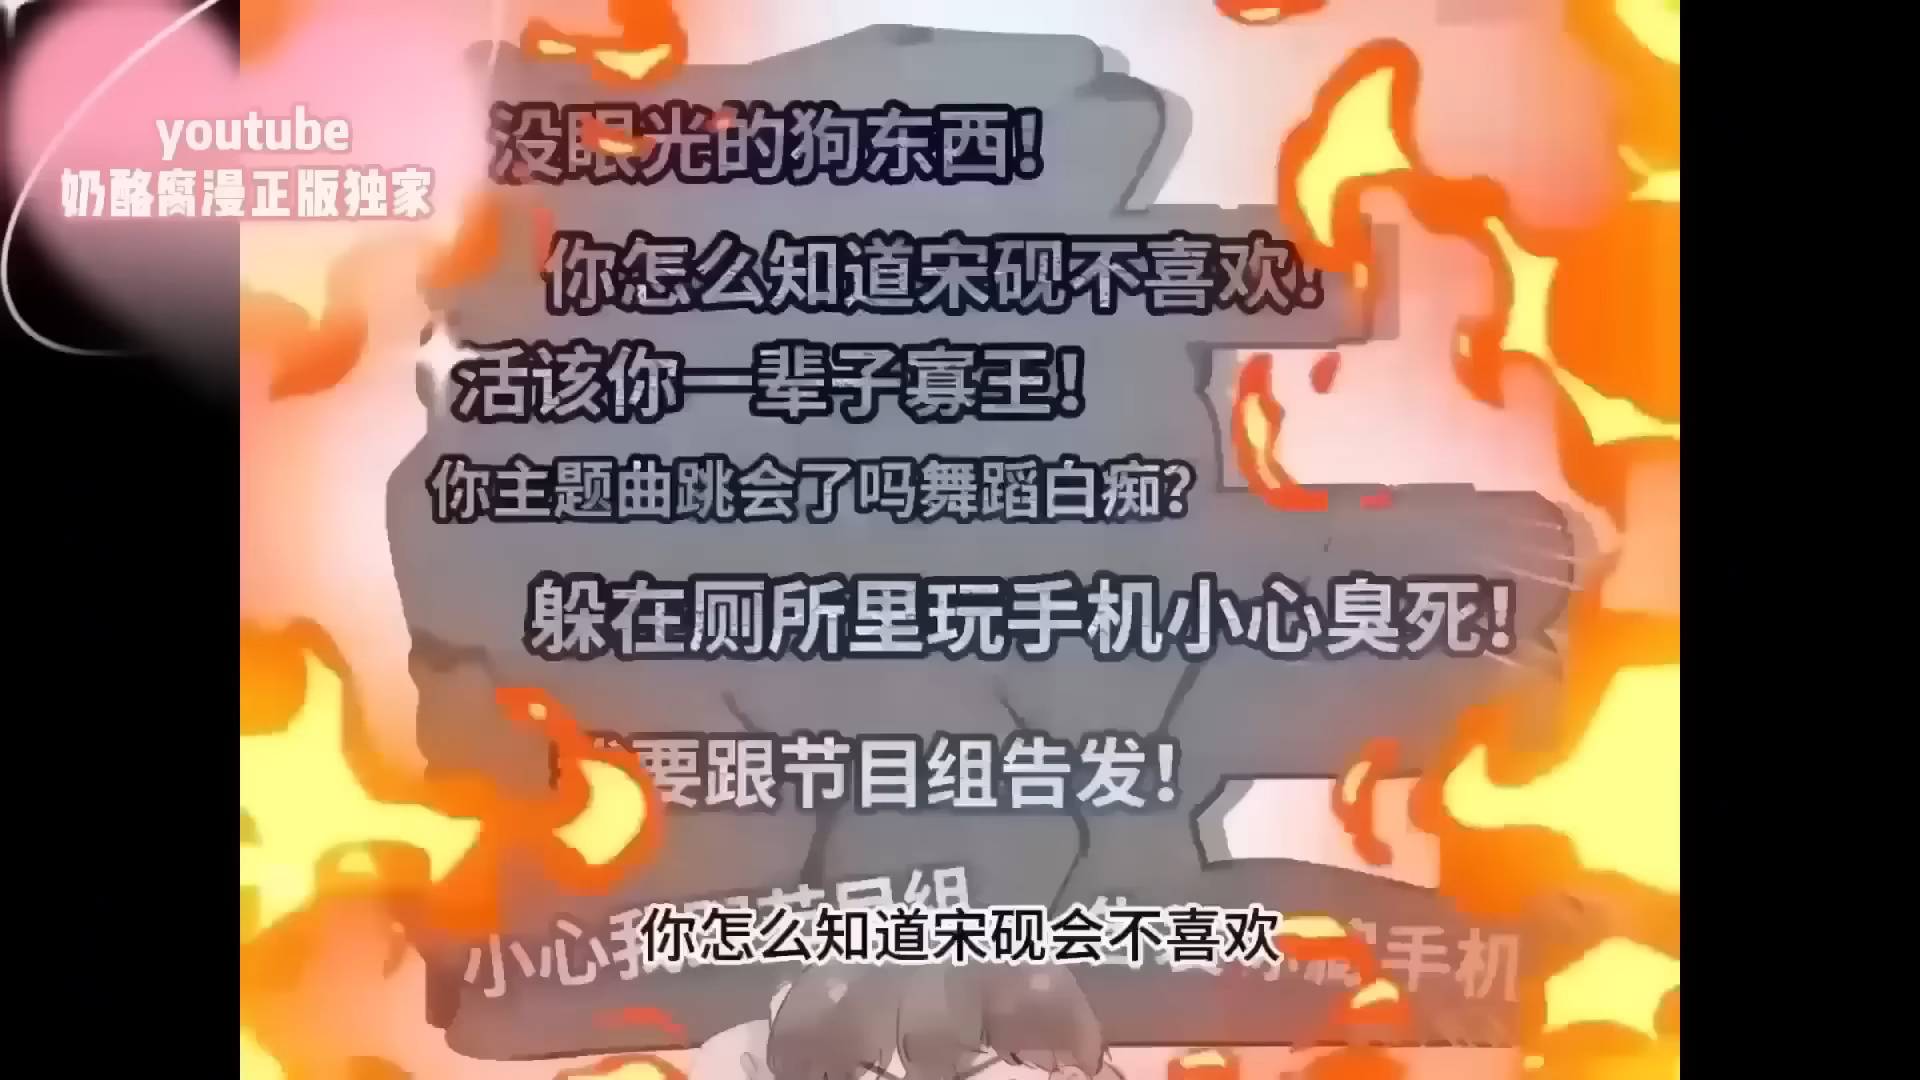 youtube
奶酪腐漫正版独家
没眼光的狗东西！
你怎么知道宋砚不喜欢！
活该你一辈子寡王！
你主题曲跳会了吗舞蹈白痴？
躲在厕所里玩手机小心臭死！
要跟节目组告发！
小心我跟节目组
手机
你怎么知道宋砚会不喜欢